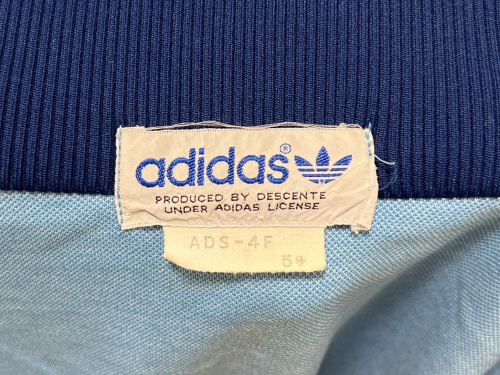 adidas®
PRODUCED BY DESCENTE
UNDER ADIDAS LICENSE
ADS-4F
5号